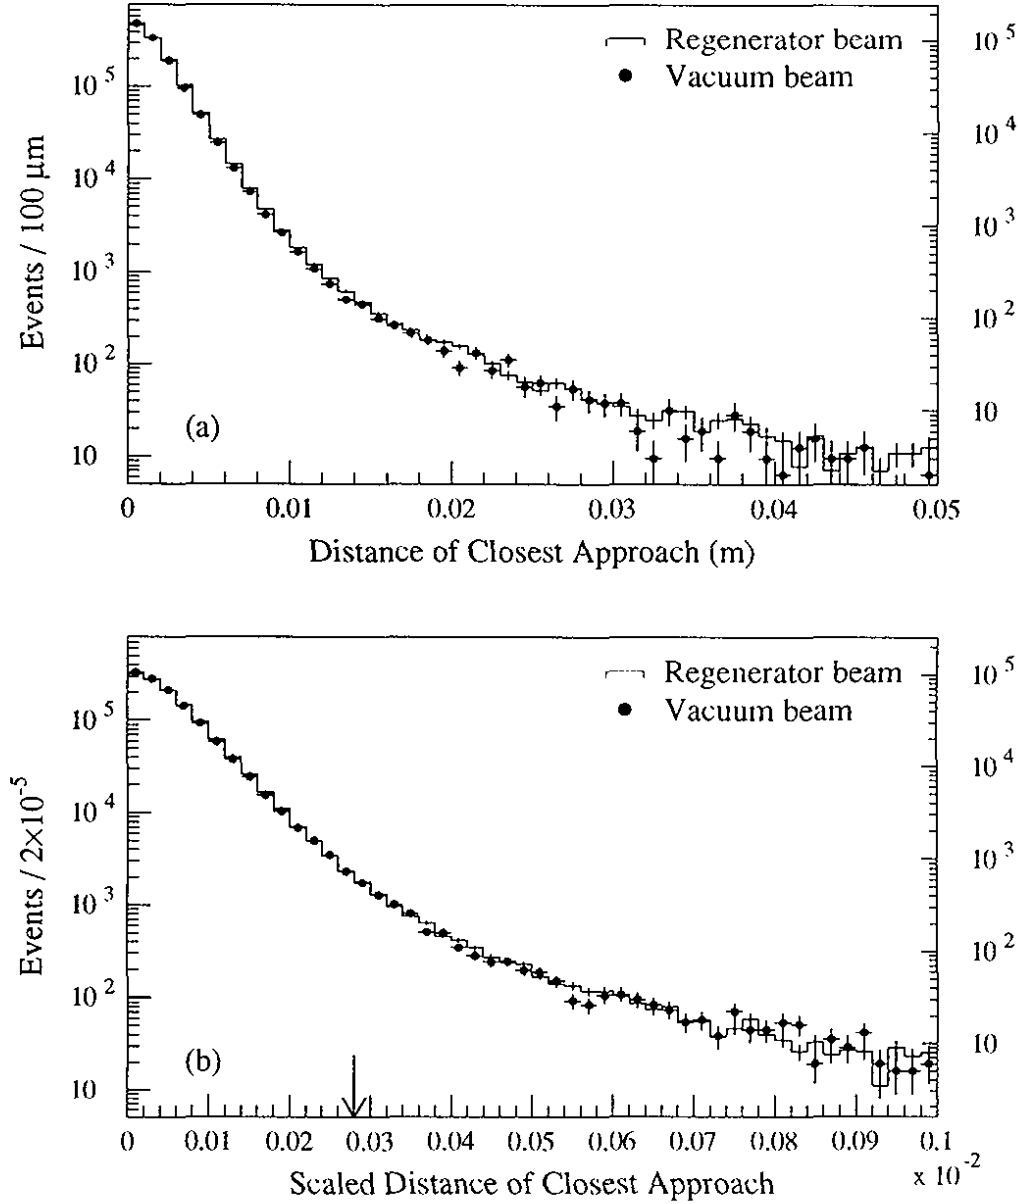 Regenerator beam
Vacuum beam
Events / 100 μm
10^5
10^4
10^3
10^2
10
10^5
10^4
10^3
10^2
10
(a)
0 0.01 0.02 0.03 0.04 0.05
Distance of Closest Approach (m)
Regenerator beam
Vacuum beam
Events / 2×10^-5
10^5
10^4
10^3
10^2
10
10^5
10^4
10^3
10^2
10
(b)
0 0.01 0.02 0.03 0.04 0.05 0.06 0.07 0.08 0.09 0.1
x 10^-2
Scaled Distance of Closest Approach